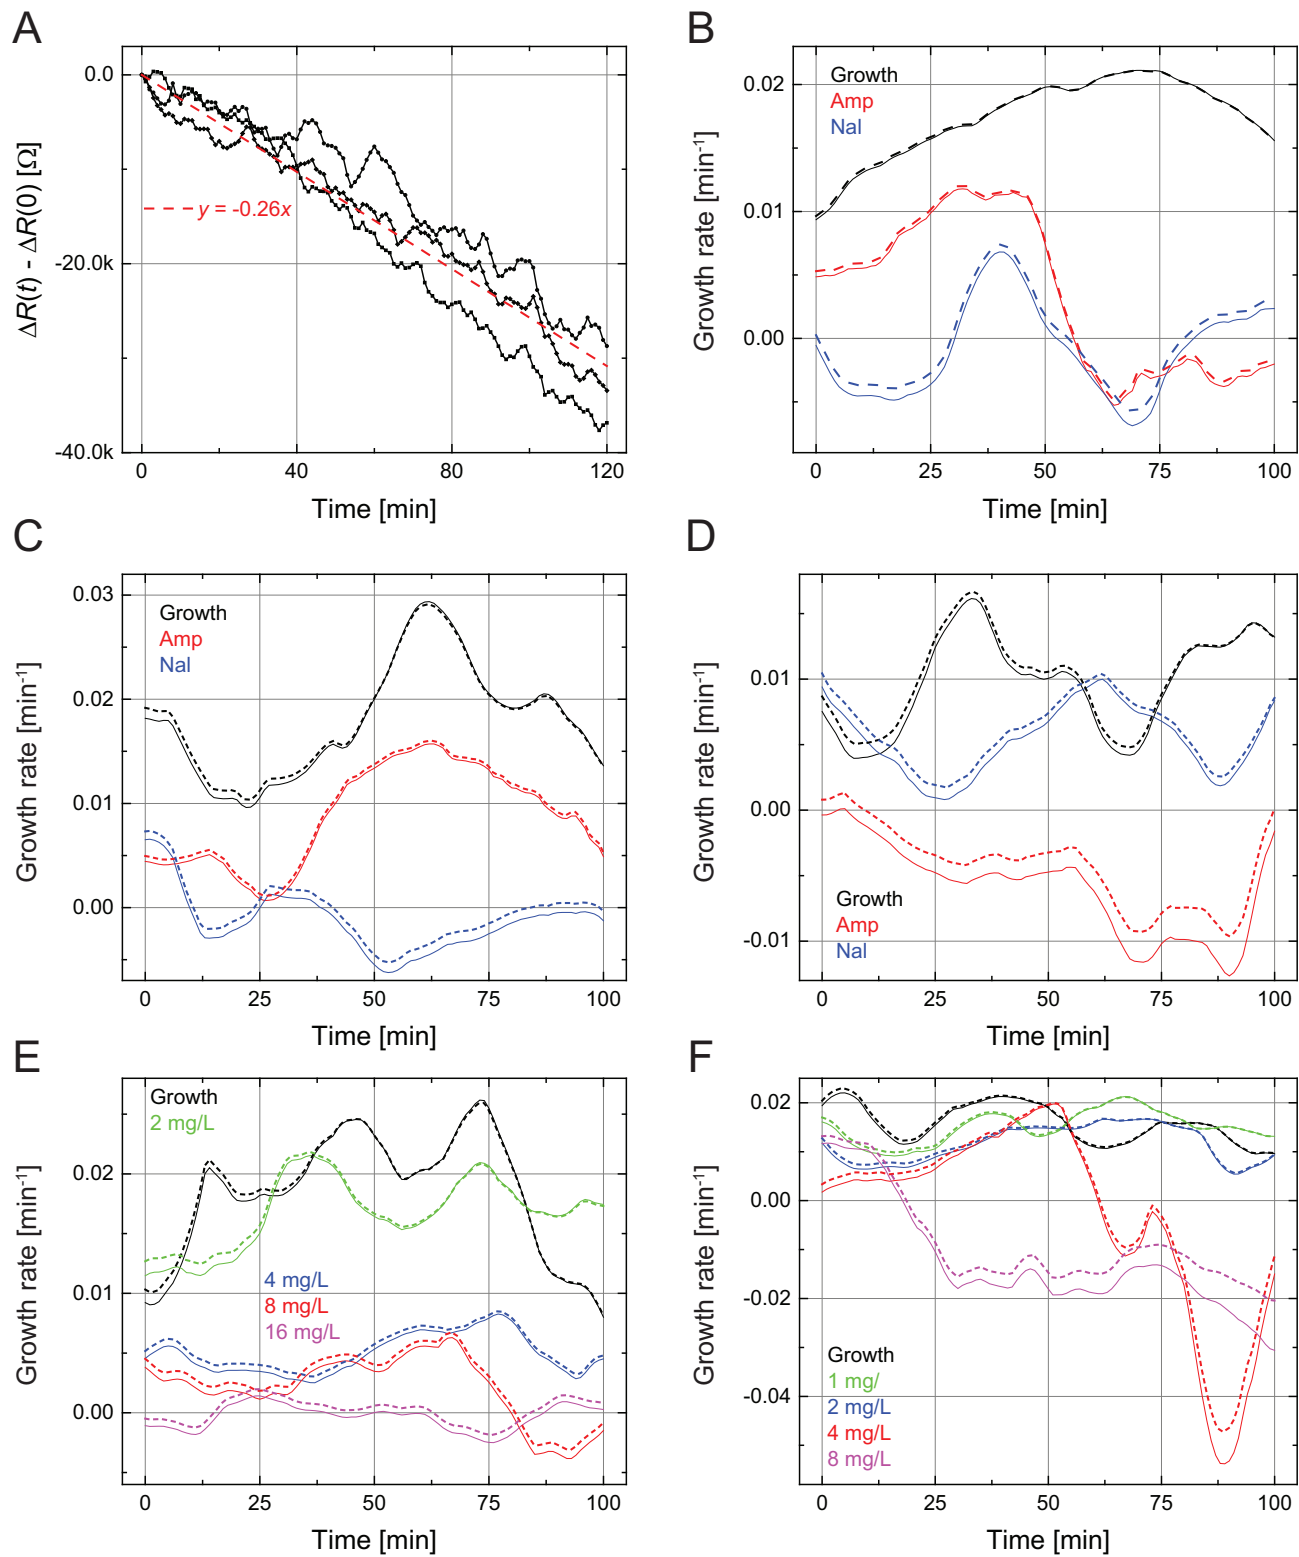 A
0.0
-20.0k
-40.0k
ΔR(t) - ΔR(0) [Ω]
y = -0.26x
0 40 80 120
Time [min]
B
0.02
0.01
0.00
Growth rate [min⁻¹]
Growth
Amp
Nal
0 25 50 75 100
Time [min]
C
0.03
0.02
0.01
0.00
Growth rate [min⁻¹]
Growth
Amp
Nal
0 25 50 75 100
Time [min]
D
0.01
0.00
-0.01
Growth rate [min⁻¹]
Growth
Amp
Nal
0 25 50 75 100
Time [min]
E
0.02
0.01
0.00
Growth rate [min⁻¹]
Growth
2 mg/L
4 mg/L
8 mg/L
16 mg/L
0 25 50 75 100
Time [min]
F
0.02
0.00
-0.02
-0.04
Growth rate [min⁻¹]
Growth
1 mg/
2 mg/L
4 mg/L
8 mg/L
0 25 50 75 100
Time [min]